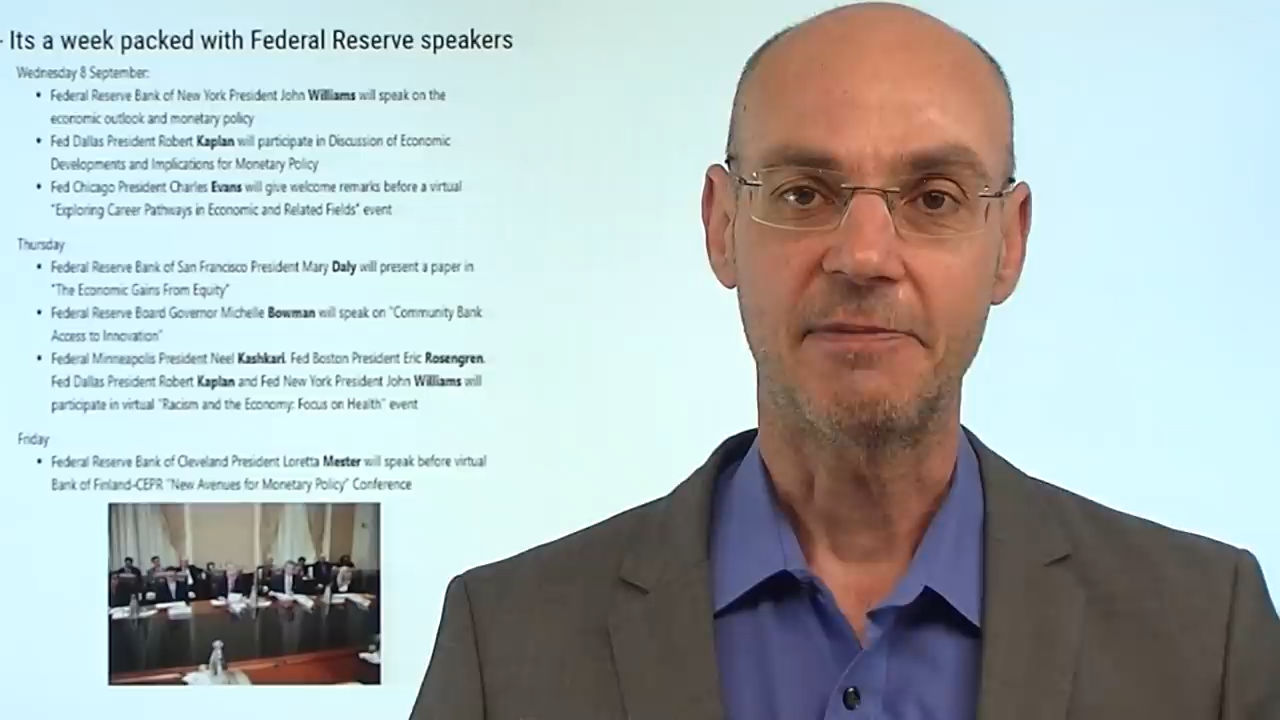 - Its a week packed with Federal Reserve speakers
Wednesday 8 September:
• Federal Reserve Bank of New York President John Williams will speak on the
economic outlook and monetary policy
• Fed Dallas President Robert Kaplan will participate in Discussion of Economic
Developments and Implications for Monetary Policy
• Fed Chicago President Charles Evans will give welcome remarks before a virtual
"Exploring Career Pathways in Economic and Related Fields" event
Thursday
• Federal Reserve Bank of San Francisco President Mary Daly will present a paper in
"The Economic Gains From Equity"
• Federal Reserve Board Governor Michelle Bowman will speak on "Community Bank
Access to Innovation"
• Federal Minneapolis President Neel Kashkari, Fed Boston President Eric Rosengren,
Fed Dallas President Robert Kaplan and Fed New York President John Williams will
participate in virtual "Racism and the Economy: Focus on Health" event
Friday
• Federal Reserve Bank of Cleveland President Loretta Mester will speak before virtual
Bank of Finland-CEPR "New Avenues for Monetary Policy" Conference